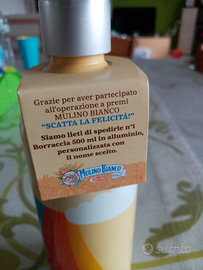 Grazie per aver partecipato
all'operazione a premi
MULINO BIANCO
"SCATTA LA FELICITÀ!"
Siamo lieti di spedirle n°1
Borraccia 500 ml in alluminio,
personalizzata con
il nome scelto.
MULINO BIANCO
subito